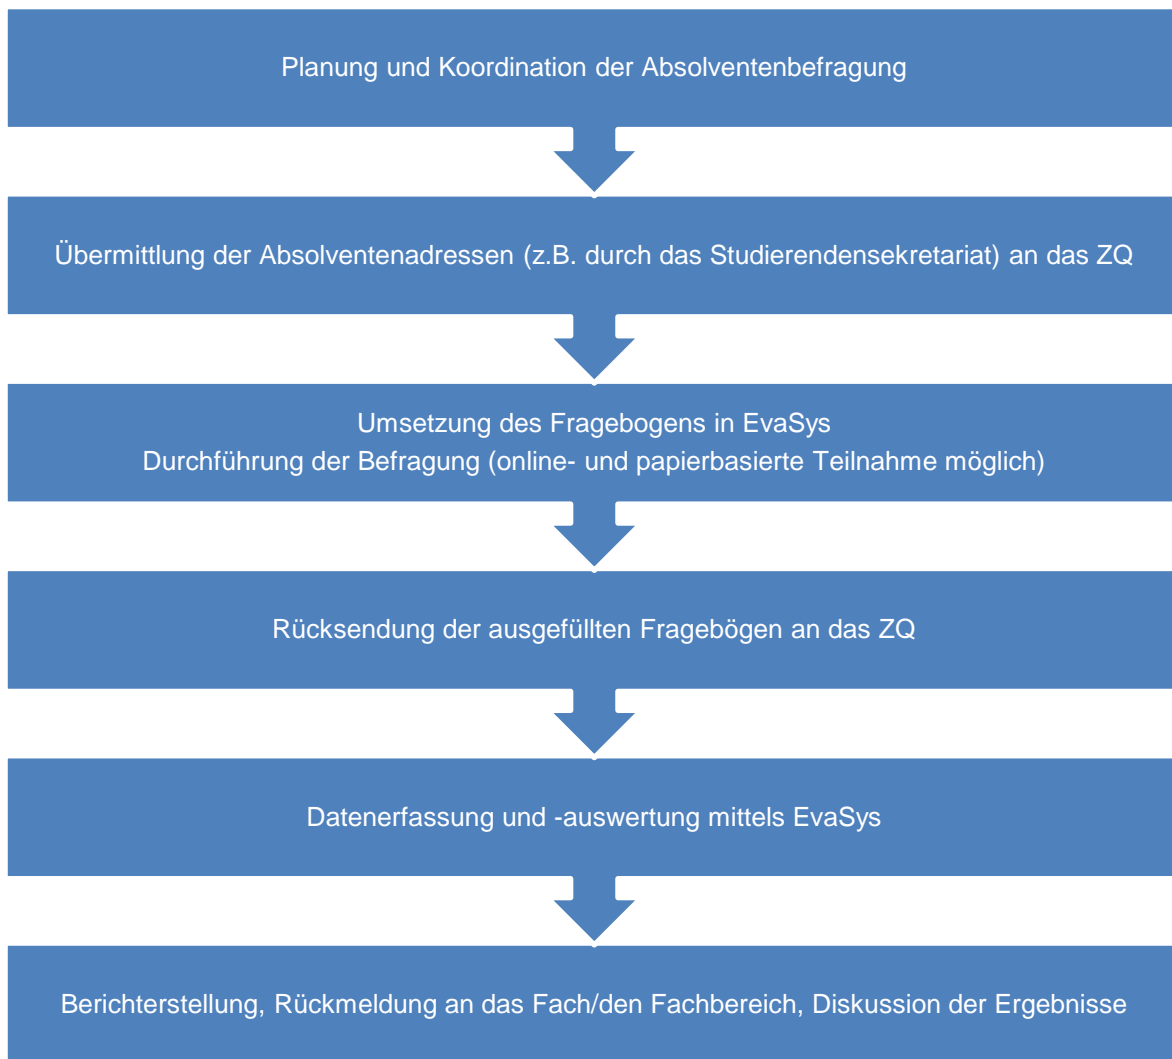 Planung und Koordination der Absolventenbefragung
Übermittlung der Absolventenadressen (z.B. durch das Studierendensekretariat) an das ZQ
Umsetzung des Fragebogens in EvaSys
Durchführung der Befragung (online- und papierbasierte Teilnahme möglich)
Rücksendung der ausgefüllten Fragebögen an das ZQ
Datenerfassung und -auswertung mittels EvaSys
Berichterstellung, Rückmeldung an das Fach/den Fachbereich, Diskussion der Ergebnisse